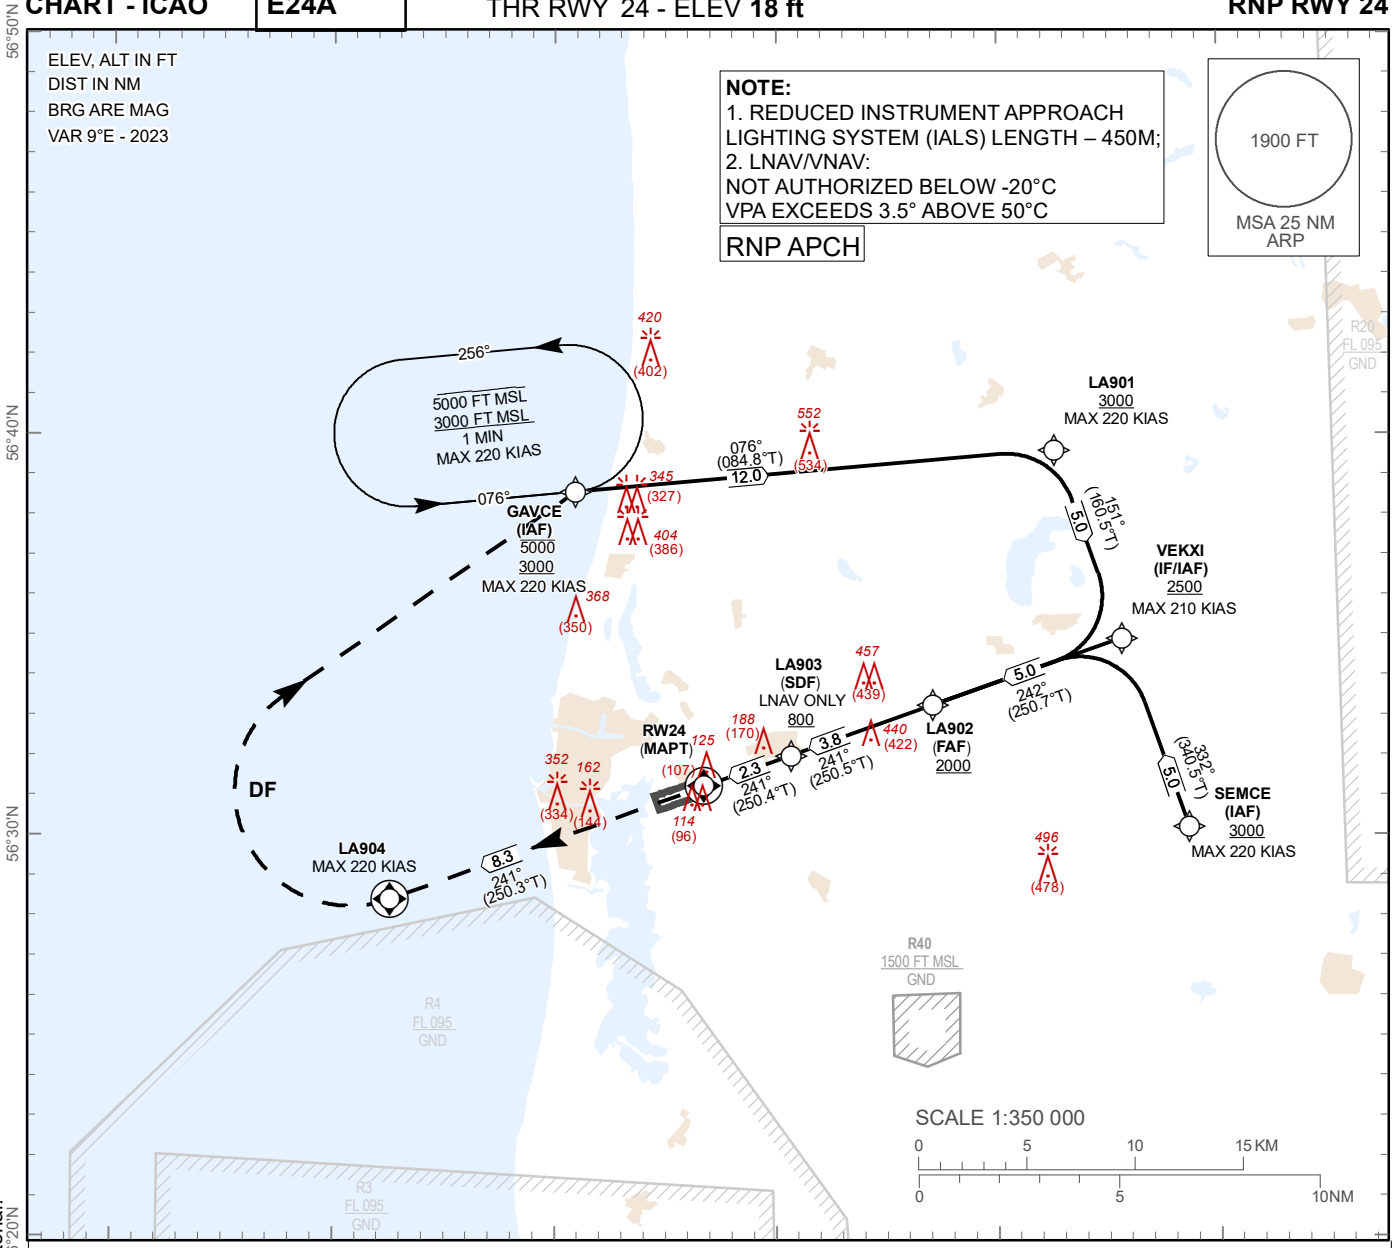 CHART - ICAO
E24A
THR RWY 24 - ELEV 18 ft
RNP RWY 24
56°50'N
ELEV, ALT IN FT
DIST IN NM
BRG ARE MAG
VAR 9°E - 2023
NOTE:
1. REDUCED INSTRUMENT APPROACH
LIGHTING SYSTEM (IALS) LENGTH – 450M;
2. LNAV/VNAV:
NOT AUTHORIZED BELOW -20°C
VPA EXCEEDS 3.5° ABOVE 50°C
RNP APCH
1900 FT
MSA 25 NM
ARP
R20
FL 095
GND
420
(402)
256°
5000 FT MSL
3000 FT MSL
1 MIN
MAX 220 KIAS
076°
56°40'N
LA901
3000
MAX 220 KIAS
552
(534)
076°
(084.8°T)
12.0
345
(327)
404
(386)
GAVCE
(IAF)
5000
3000
MAX 220 KIAS
151°
(160.5°T)
5.0
VEKXI
(IF/IAF)
2500
MAX 210 KIAS
368
(350)
457
(439)
LA903
(SDF)
LNAV ONLY
800
5.0
242°
(250.7°T)
188
(170)
440
(422)
LA902
(FAF)
2000
3.8
241°
(250.5°T)
RW24
(MAPT)
125
(107)
2.3
241°
(250.4°T)
114
(96)
352
(334)
162
(144)
332°
(340.5°T)
5.0
SEMCE
(IAF)
3000
MAX 220 KIAS
DF
56°30'N
LA904
MAX 220 KIAS
8.3
241°
(250.3°T)
496
(478)
R40
1500 FT MSL
GND
R4
FL 095
GND
SCALE 1:350 000
0 5 10 15 KM
0 5 10NM
R3
FL 095
GND